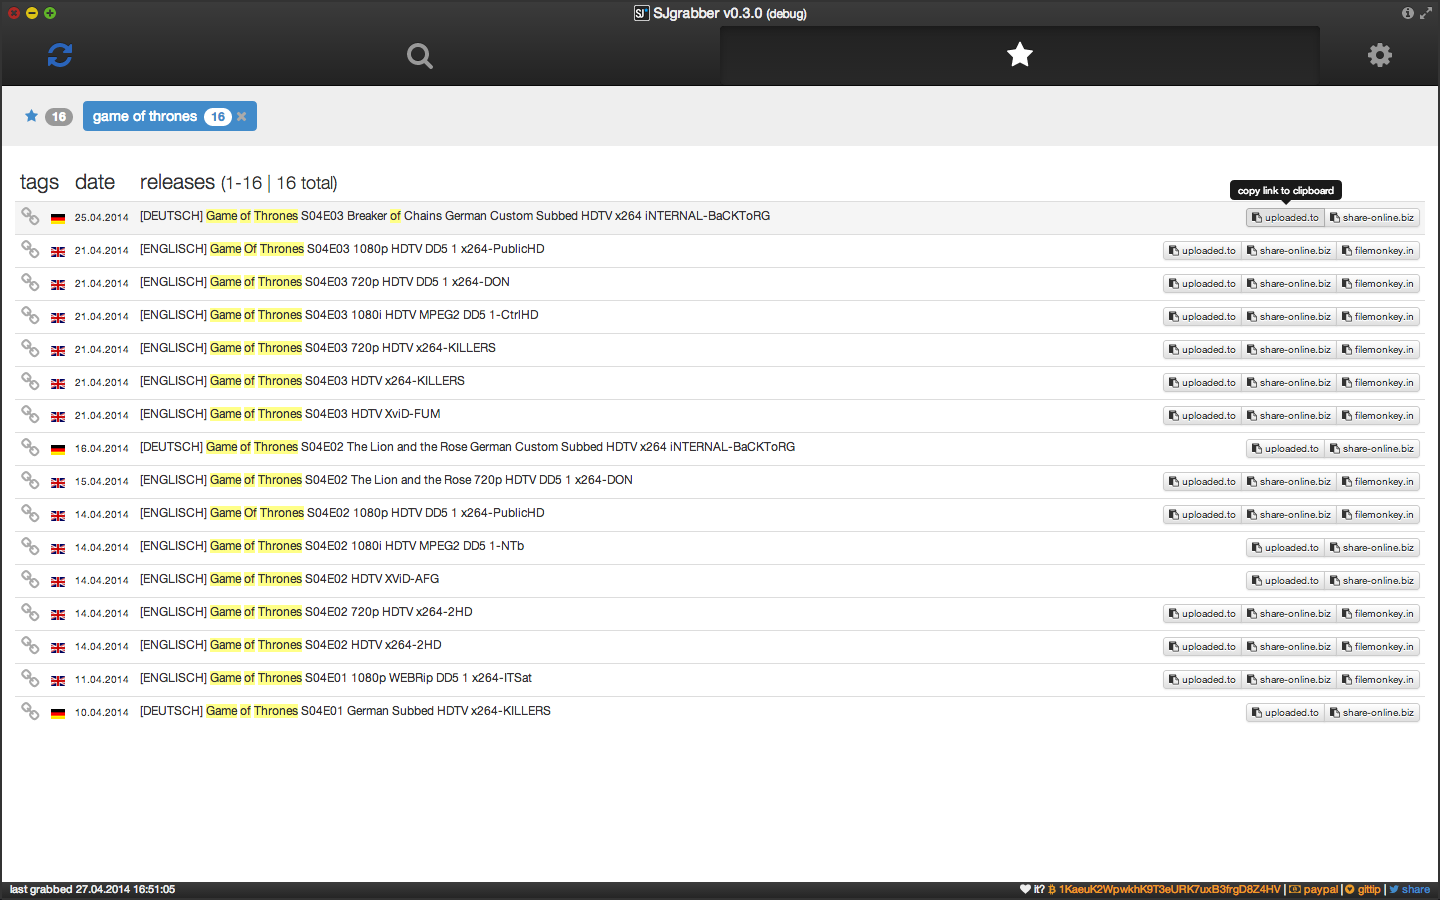 SJ SJgrabber v0.3.0 (debug)
16 game of thrones 16
tags date releases (1-16 | 16 total)
copy link to clipboard
25.04.2014 [DEUTSCH] Game of Thrones S04E03 Breaker of Chains German Custom Subbed HDTV x264 iNTERNAL-BaCKToRG uploaded.to share-online.biz
21.04.2014 [ENGLISCH] Game Of Thrones S04E03 1080p HDTV DD5 1 x264-PublicHD uploaded.to share-online.biz filemonkey.in
21.04.2014 [ENGLISCH] Game of Thrones S04E03 720p HDTV DD5 1 x264-DON uploaded.to share-online.biz filemonkey.in
21.04.2014 [ENGLISCH] Game of Thrones S04E03 1080i HDTV MPEG2 DD5 1-CtrlHD uploaded.to share-online.biz filemonkey.in
21.04.2014 [ENGLISCH] Game of Thrones S04E03 720p HDTV x264-KILLERS uploaded.to share-online.biz filemonkey.in
21.04.2014 [ENGLISCH] Game of Thrones S04E03 HDTV x264-KILLERS uploaded.to share-online.biz filemonkey.in
21.04.2014 [ENGLISCH] Game of Thrones S04E03 HDTV XviD-FUM uploaded.to share-online.biz filemonkey.in
16.04.2014 [DEUTSCH] Game of Thrones S04E02 The Lion and the Rose German Custom Subbed HDTV x264 iNTERNAL-BaCKToRG uploaded.to share-online.biz
15.04.2014 [ENGLISCH] Game of Thrones S04E02 The Lion and the Rose 720p HDTV DD5 1 x264-DON uploaded.to share-online.biz filemonkey.in
14.04.2014 [ENGLISCH] Game Of Thrones S04E02 1080p HDTV DD5 1 x264-PublicHD uploaded.to share-online.biz filemonkey.in
14.04.2014 [ENGLISCH] Game of Thrones S04E02 1080i HDTV MPEG2 DD5 1-NTb uploaded.to share-online.biz
14.04.2014 [ENGLISCH] Game of Thrones S04E02 HDTV XViD-AFG uploaded.to share-online.biz
14.04.2014 [ENGLISCH] Game of Thrones S04E02 720p HDTV x264-2HD uploaded.to share-online.biz filemonkey.in
14.04.2014 [ENGLISCH] Game of Thrones S04E02 HDTV x264-2HD uploaded.to share-online.biz filemonkey.in
11.04.2014 [ENGLISCH] Game of Thrones S04E01 1080p WEBRip DD5 1 x264-ITSat uploaded.to share-online.biz filemonkey.in
10.04.2014 [DEUTSCH] Game of Thrones S04E01 German Subbed HDTV x264-KILLERS uploaded.to share-online.biz
last grabbed 27.04.2014 16:51:05 it? 1KaeuK2WpwkhK9T3eURK7uxB3frgD8Z4HV | paypal | gittip | share